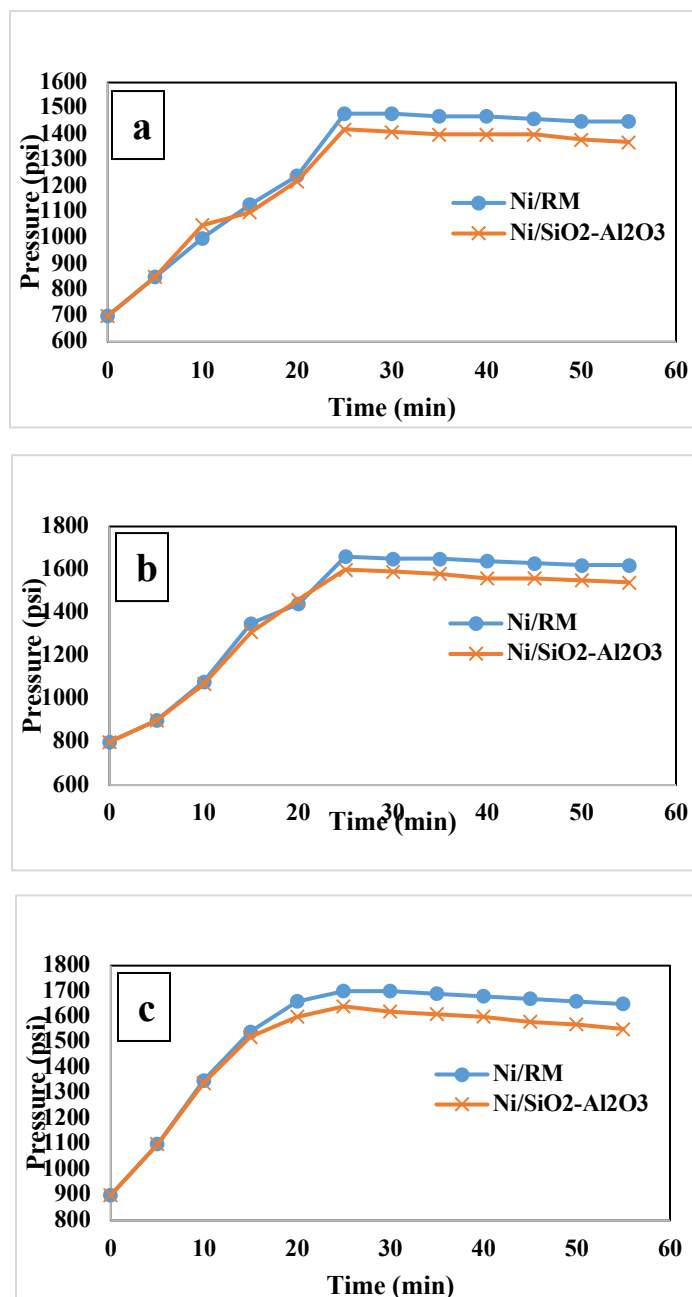 a
Pressure (psi)
1600
1500
1400
1300
1200
1100
1000
900
800
700
600
Ni/RM
Ni/SiO2-Al2O3
0 10 20 30 40 50 60
Time (min)
b
Pressure (psi)
1800
1600
1400
1200
1000
800
600
Ni/RM
Ni/SiO2-Al2O3
0 10 20 30 40 50 60
Time (min)
c
Pressure (psi)
1800
1700
1600
1500
1400
1300
1200
1100
1000
900
800
Ni/RM
Ni/SiO2-Al2O3
0 10 20 30 40 50 60
Time (min)